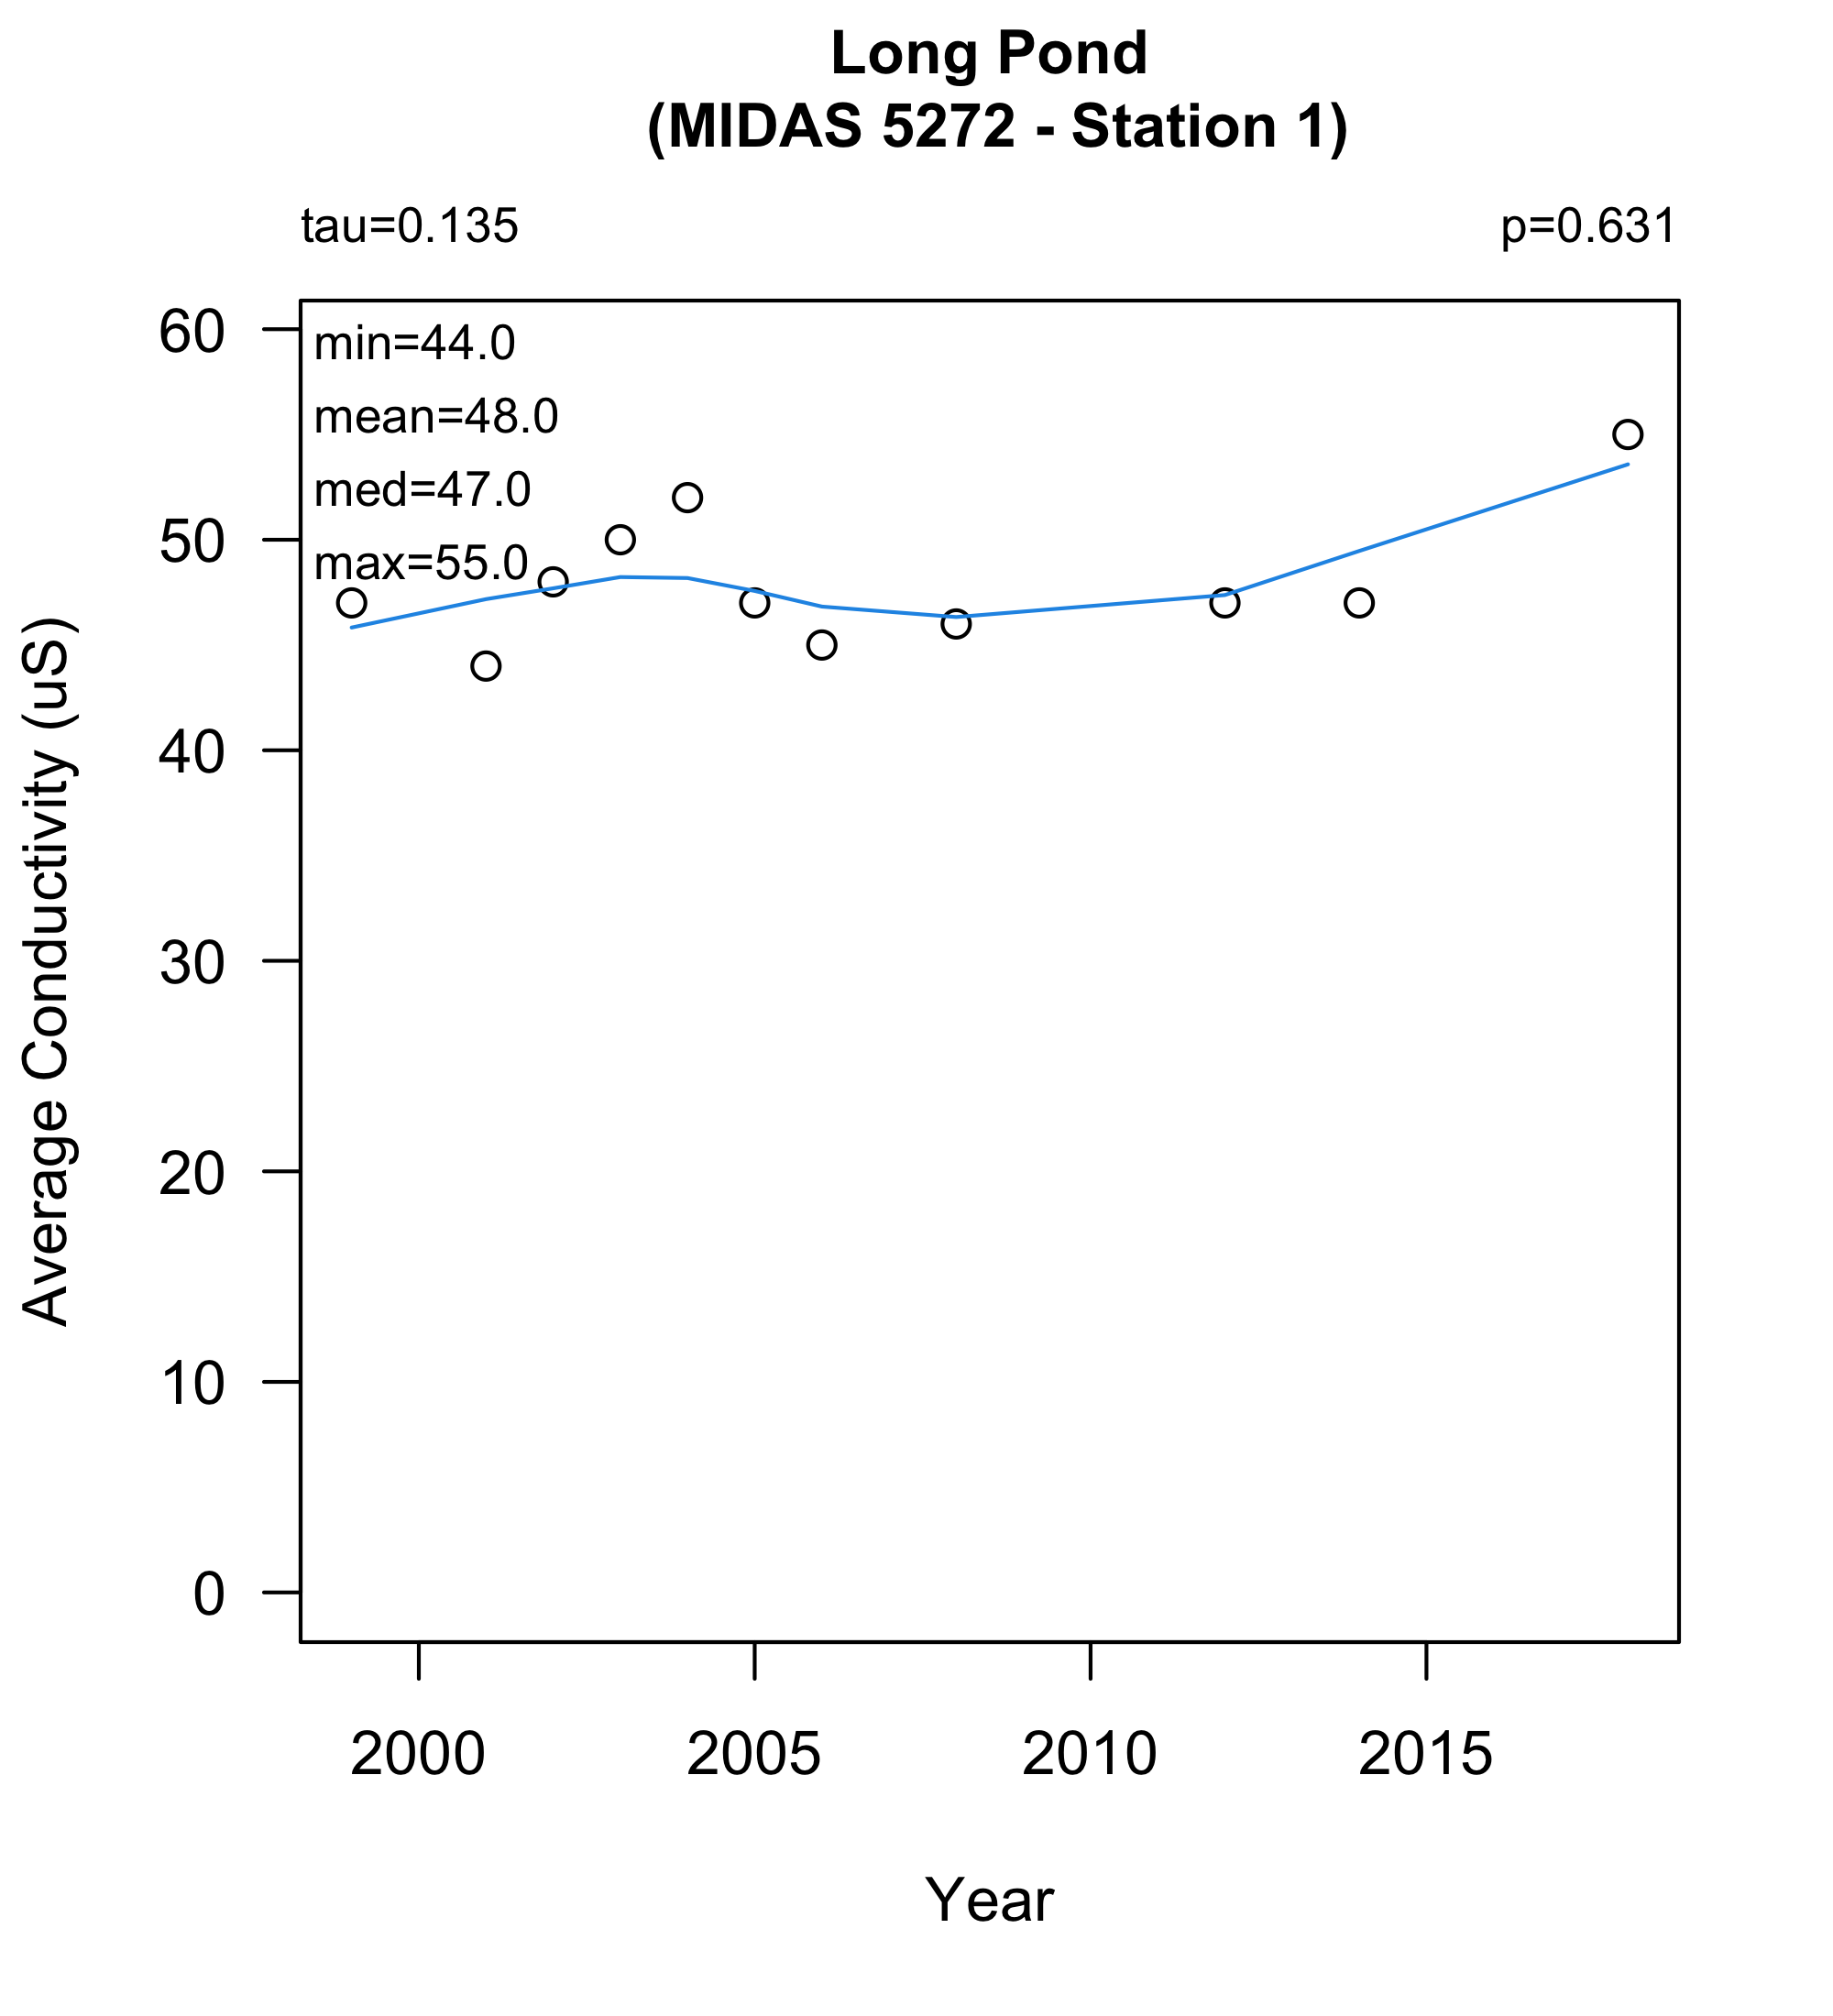 Long Pond
(MIDAS 5272 - Station 1)
tau=0.135
p=0.631
min=44.0
mean=48.0
med=47.0
max=55.0
60
50
40
30
20
10
0
Average Conductivity (uS)
2000
2005
2010
2015
Year